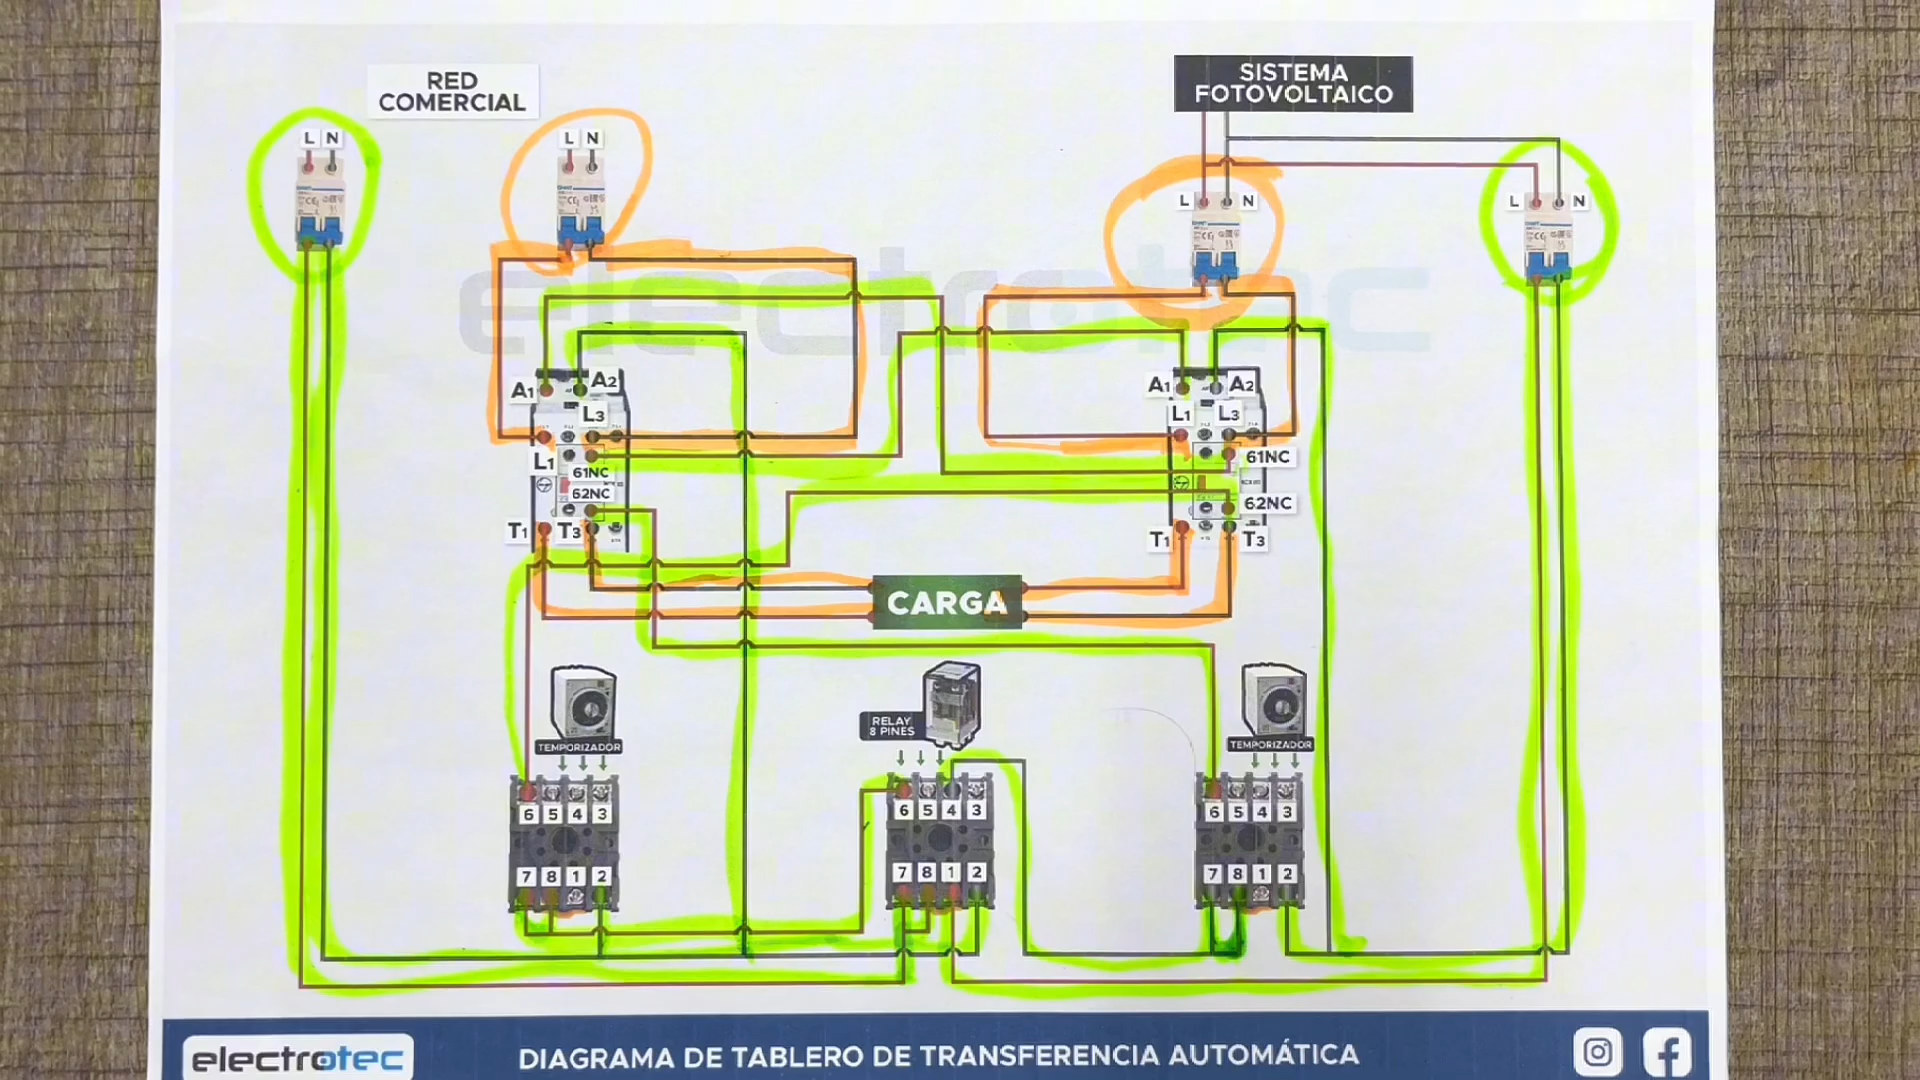 RED
COMERCIAL
SISTEMA
FOTOVOLTAICO
L N
L N
L N
L N
electrotec
A1 A2
L3
L1
61NC
62NC
T1 T3
A1 A2
L1 L3
61NC
62NC
T1 T3
CARGA
TEMPORIZADOR
RELAY
8 PINES
TEMPORIZADOR
6 5 4 3
7 8 1 2
6 5 4 3
7 8 1 2
6 5 4 3
7 8 1 2
electrotec
DIAGRAMA DE TABLERO DE TRANSFERENCIA AUTOMÁTICA